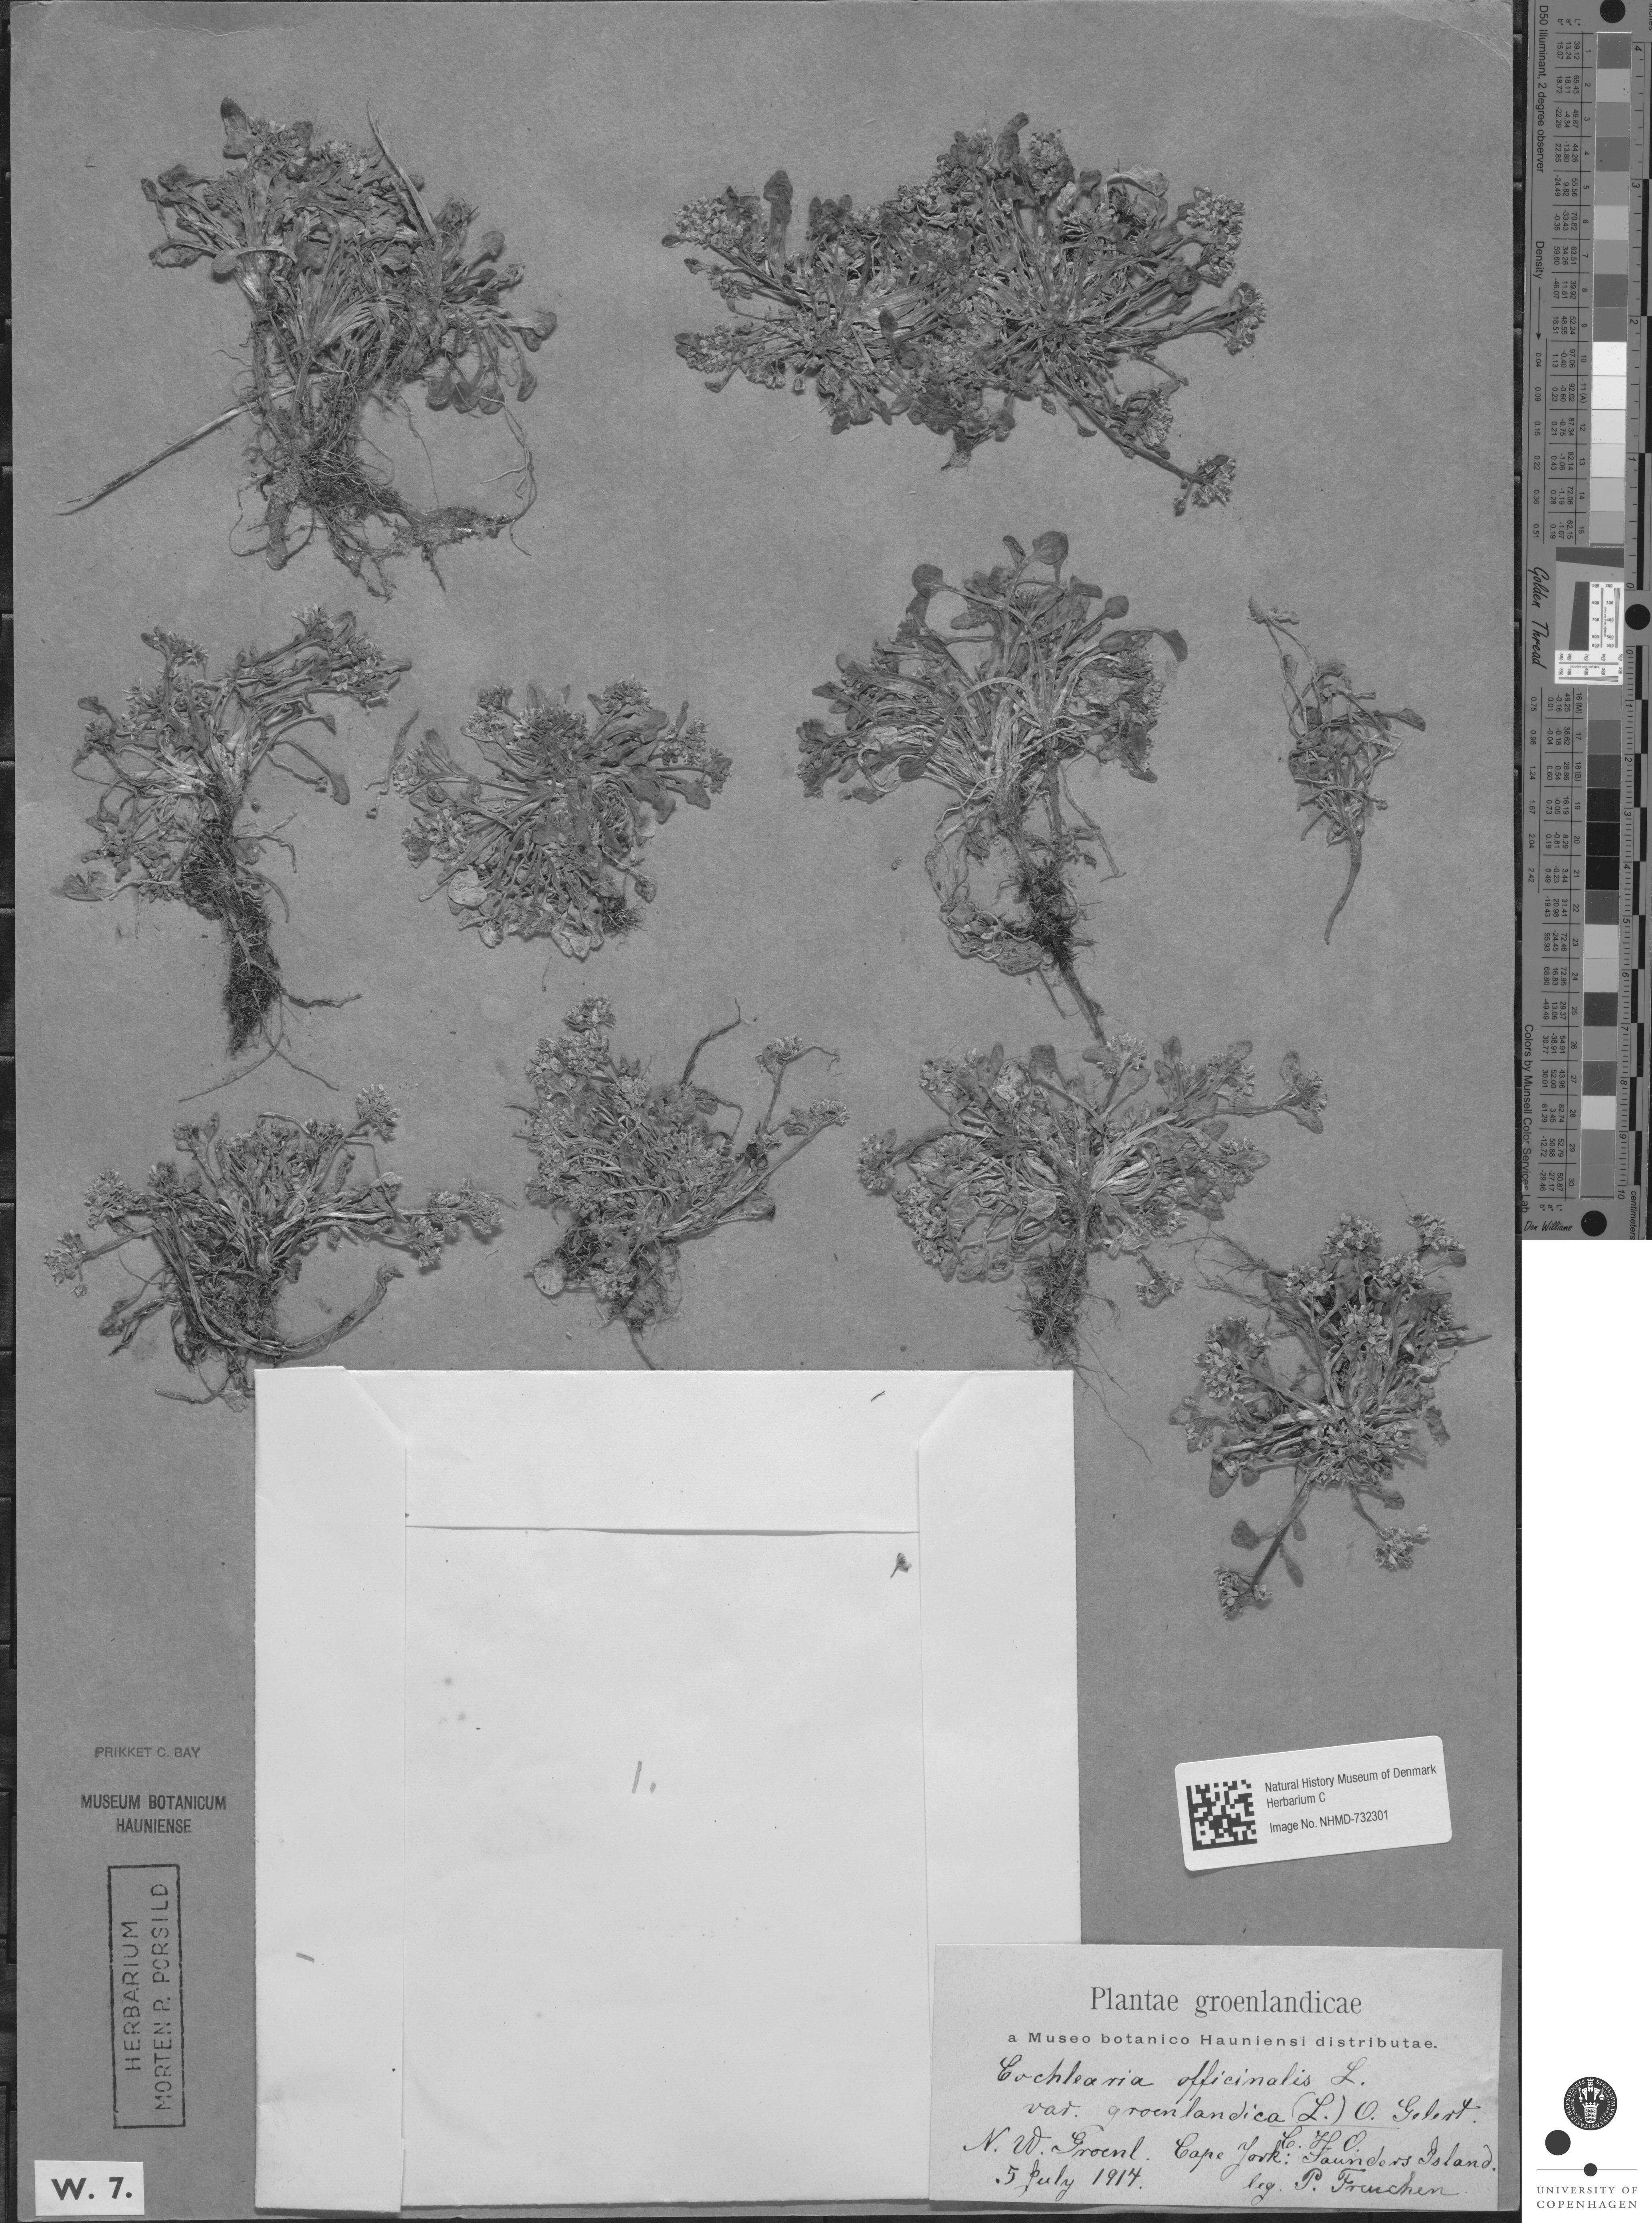 PRIKKET C. BAY
MUSEUM BOTANICUM
HAUNIENSE
HERBARIUM
MORTEN P. PORSILD
W. 7.
1.
Natural History Museum of Denmark
Herbarium C
Image No. NHMD-732301
Plantae groenlandicae
a Museo botanico Hauniensi distributae.
Cochlearia officinalis L.
var. groenlandica (L.) O. Gelert.
C. H. O.
N. W. Groenl. Cape York: Saunders Island.
5 July 1914. leg. P. Freuchen
D50 Illuminant, 2 degree observer
Density
Golden Thread
Colors by Munsell Color Services Lab
Don Williams
centimeters
UNIVERSITY OF
COPENHAGEN